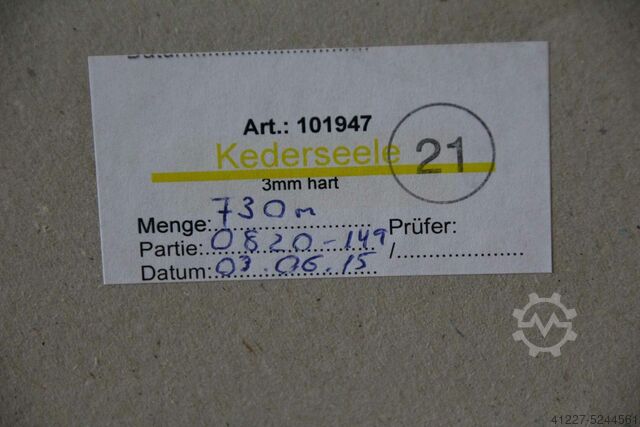 Art.: 101947
Kederseele
21
3mm hart
Menge: 730m Prüfer:
Partie: 0820-149 /
Datum: 03.06.15
41227-5244561